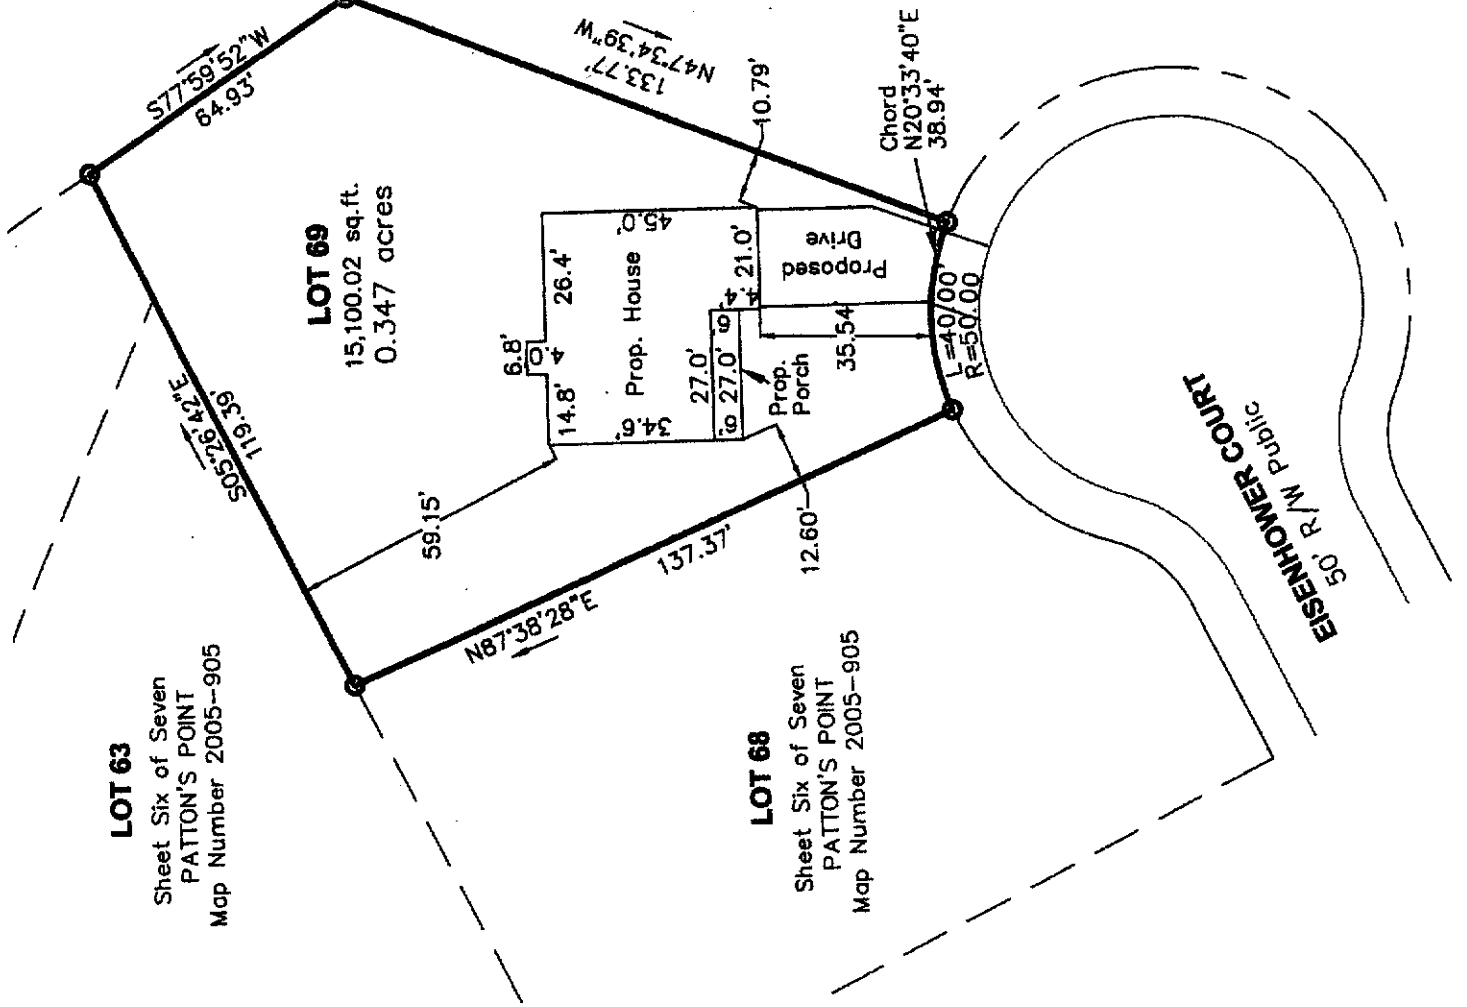 S77°59'52"W
64.93'
N47°34'39"W
133.77'
10.79'
Chord
N20°33'40"E
38.94'
LOT 69
15,100.02 sq.ft.
0.347 acres
S05°26'42"E
119.39'
6.8'
4.0
14.8'
26.4'
45.0'
Prop. House
34.6'
27.0'
6'
27.0'
6'
4.4'
21.0'
Proposed
Drive
Prop.
Porch
35.54'
L=40.00'
R=50.00
59.15'
12.60'
137.37'
N87°38'28"E
LOT 63
Sheet Six of Seven
PATTON'S POINT
Map Number 2005-905
LOT 68
Sheet Six of Seven
PATTON'S POINT
Map Number 2005-905
EISENHOWER COURT
50' R/W Public